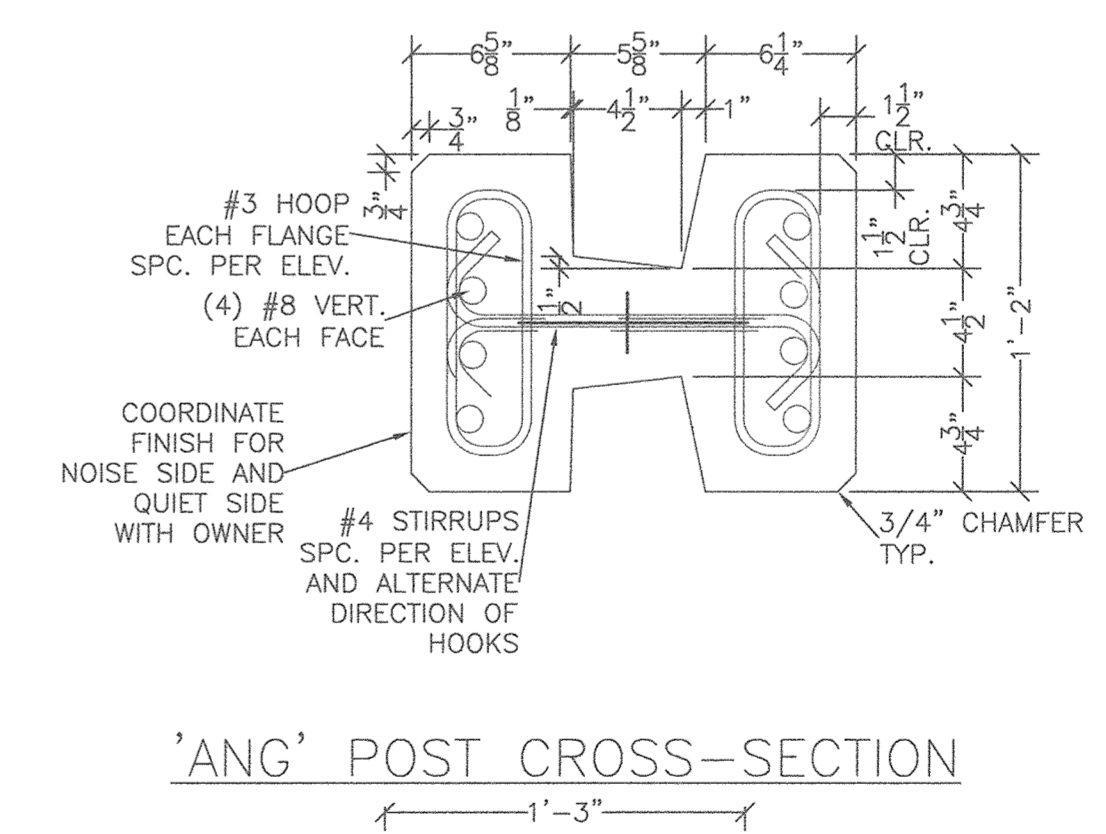 6 5/8" 5 5/8" 6 1/4"
1/8" 4 1/2" 1" 1 1/2"
CLR.
3/4"
3/4"
#3 HOOP
EACH FLANGE
SPC. PER ELEV.
(4) #8 VERT.
EACH FACE
1/2"
1 1/2"
CLR.
4 3/4"
4 1/2"
4 3/4"
1'-2"
COORDINATE
FINISH FOR
NOISE SIDE AND
QUIET SIDE
WITH OWNER
#4 STIRRUPS
SPC. PER ELEV.
AND ALTERNATE
DIRECTION OF
HOOKS
3/4" CHAMFER
TYP.
'ANG' POST CROSS-SECTION
1'-3"